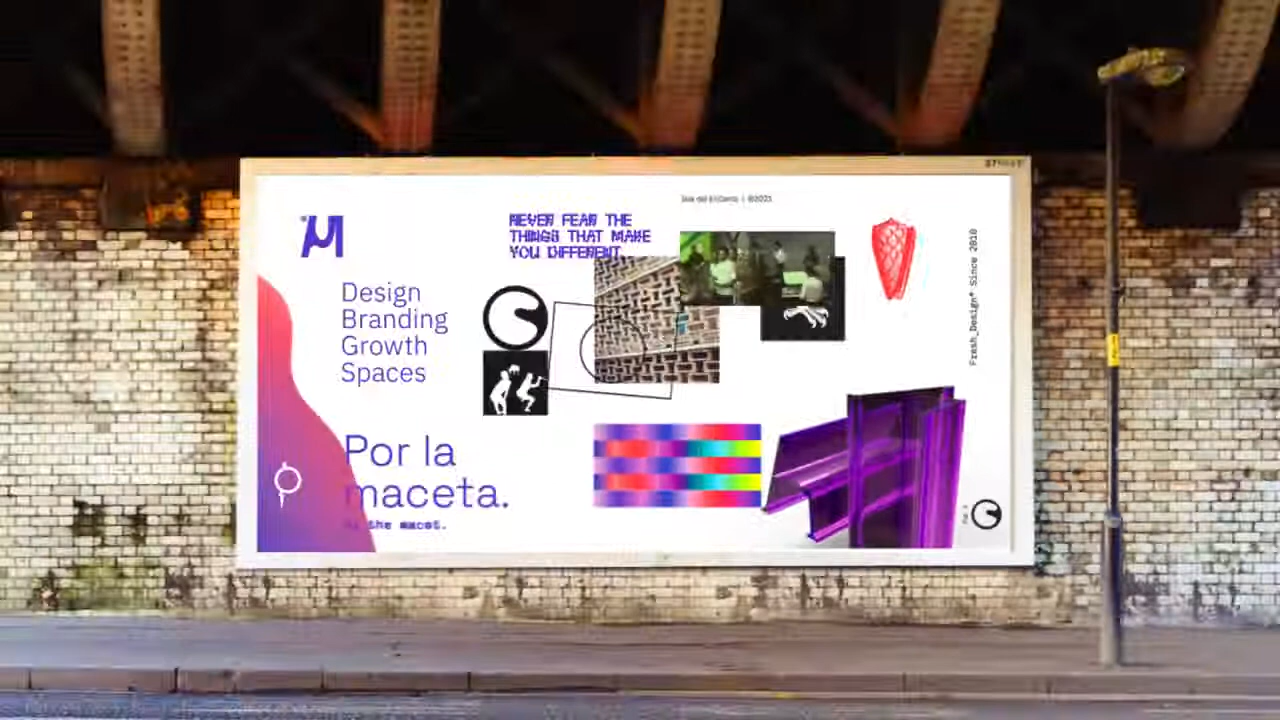 NEVER FEAR THE
THINGS THAT MAKE
YOU DIFFERENT.
Design
Branding
Growth
Spaces
Por la
maceta.
the macet.
Fresh_Design* Since 2010